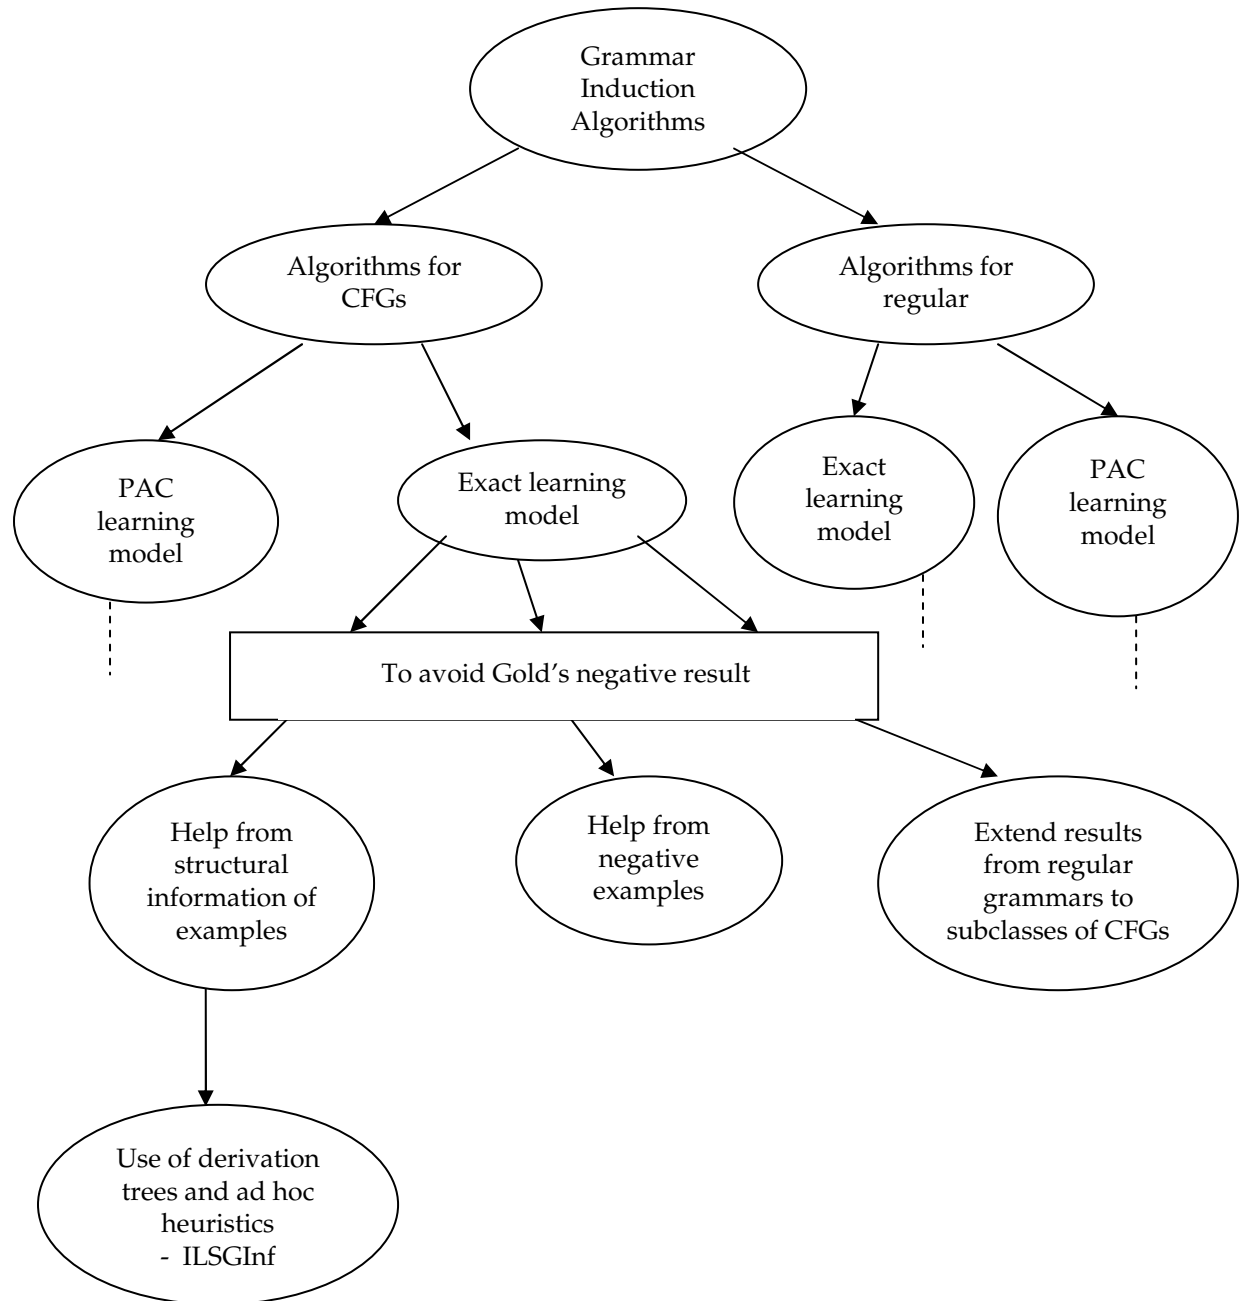 Grammar
Induction
Algorithms
Algorithms for
CFGs
Algorithms for
regular
PAC
learning
model
Exact learning
model
Exact
learning
model
PAC
learning
model
To avoid Gold’s negative result
Help from
structural
information of
examples
Help from
negative
examples
Extend results
from regular
grammars to
subclasses of CFGs
Use of derivation
trees and ad hoc
heuristics
- ILSGInf